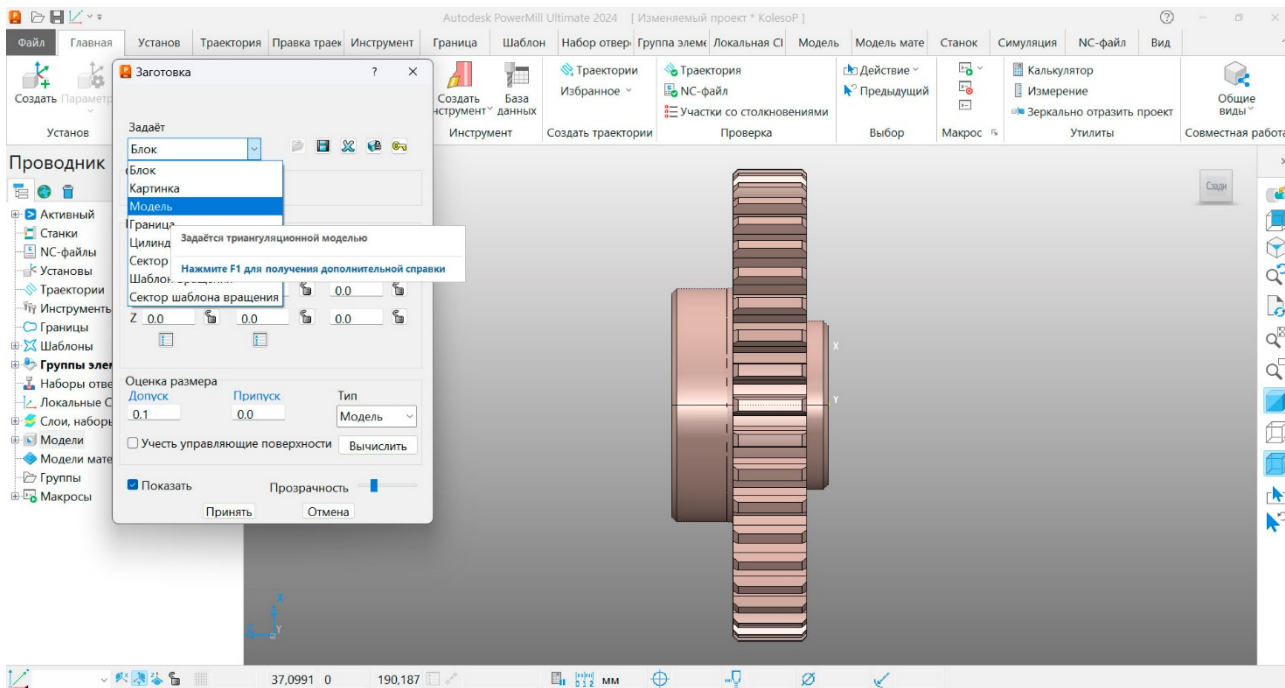 Autodesk PowerMill Ultimate 2024 [ Изменяемый проект * KolesoP ]
Файл Главная Установ Траектория Правка траек Инструмент Граница Шаблон Набор отвер Группа элеме Локальная СІ Модель Модель мате Станок Симуляция NC-файл Вид
Создать Параметр
Установ
Создать
База данных
Инструмент
Траектории
Избранное
Создать траектории
Траектория
NC-файл
Участки со столкновениями
Проверка
Действие
Предыдущий
Выбор
Макрос
Калькулятор
Измерение
Зеркально отразить проект
Утилиты
Общие виды
Совместная работа
Проводник
Активный
Станки
NC-файлы
Установы
Траектории
Инструменты
Границы
Шаблоны
Группы элем
Наборы отве
Локальные С
Слои, наборы
Модели
Модели мате
Группы
Макросы
Заготовка ? ×
Задаёт
Блок
Блок
Картинка
Модель
Граница
Цилинд
Сектор
Шаблон вращения
Сектор шаблона вращения
Задаётся триангуляционной моделью
Нажмите F1 для получения дополнительной справки
0.0
Z 0.0 0.0 0.0
Оценка размера
Допуск Припуск Тип
0.1 0.0 Модель
Учесть управляющие поверхности Вычислить
Показать Прозрачность
Принять Отмена
Сзади
X
Y
X
Z Y
37,0991 0 190,187 мм